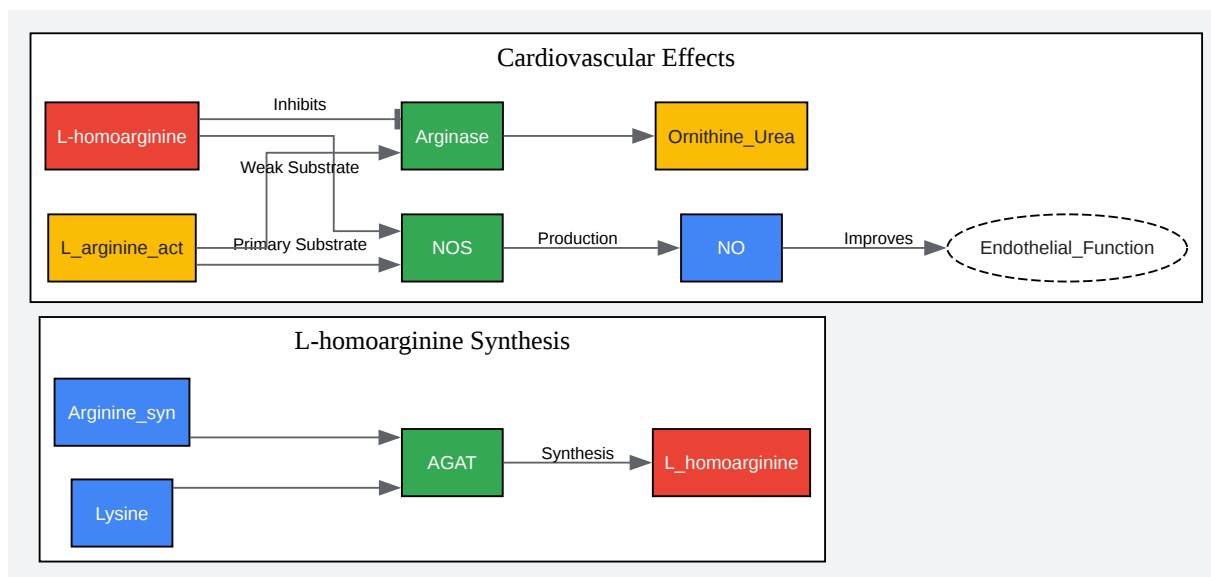 Cardiovascular Effects
Inhibits
L-homoarginine
Arginase
Ornithine_Urea
Weak Substrate
L_arginine_act
Primary Substrate
NOS
Production
NO
Improves
Endothelial_Function
L-homoarginine Synthesis
Arginine_syn
AGAT
Synthesis
L_homoarginine
Lysine